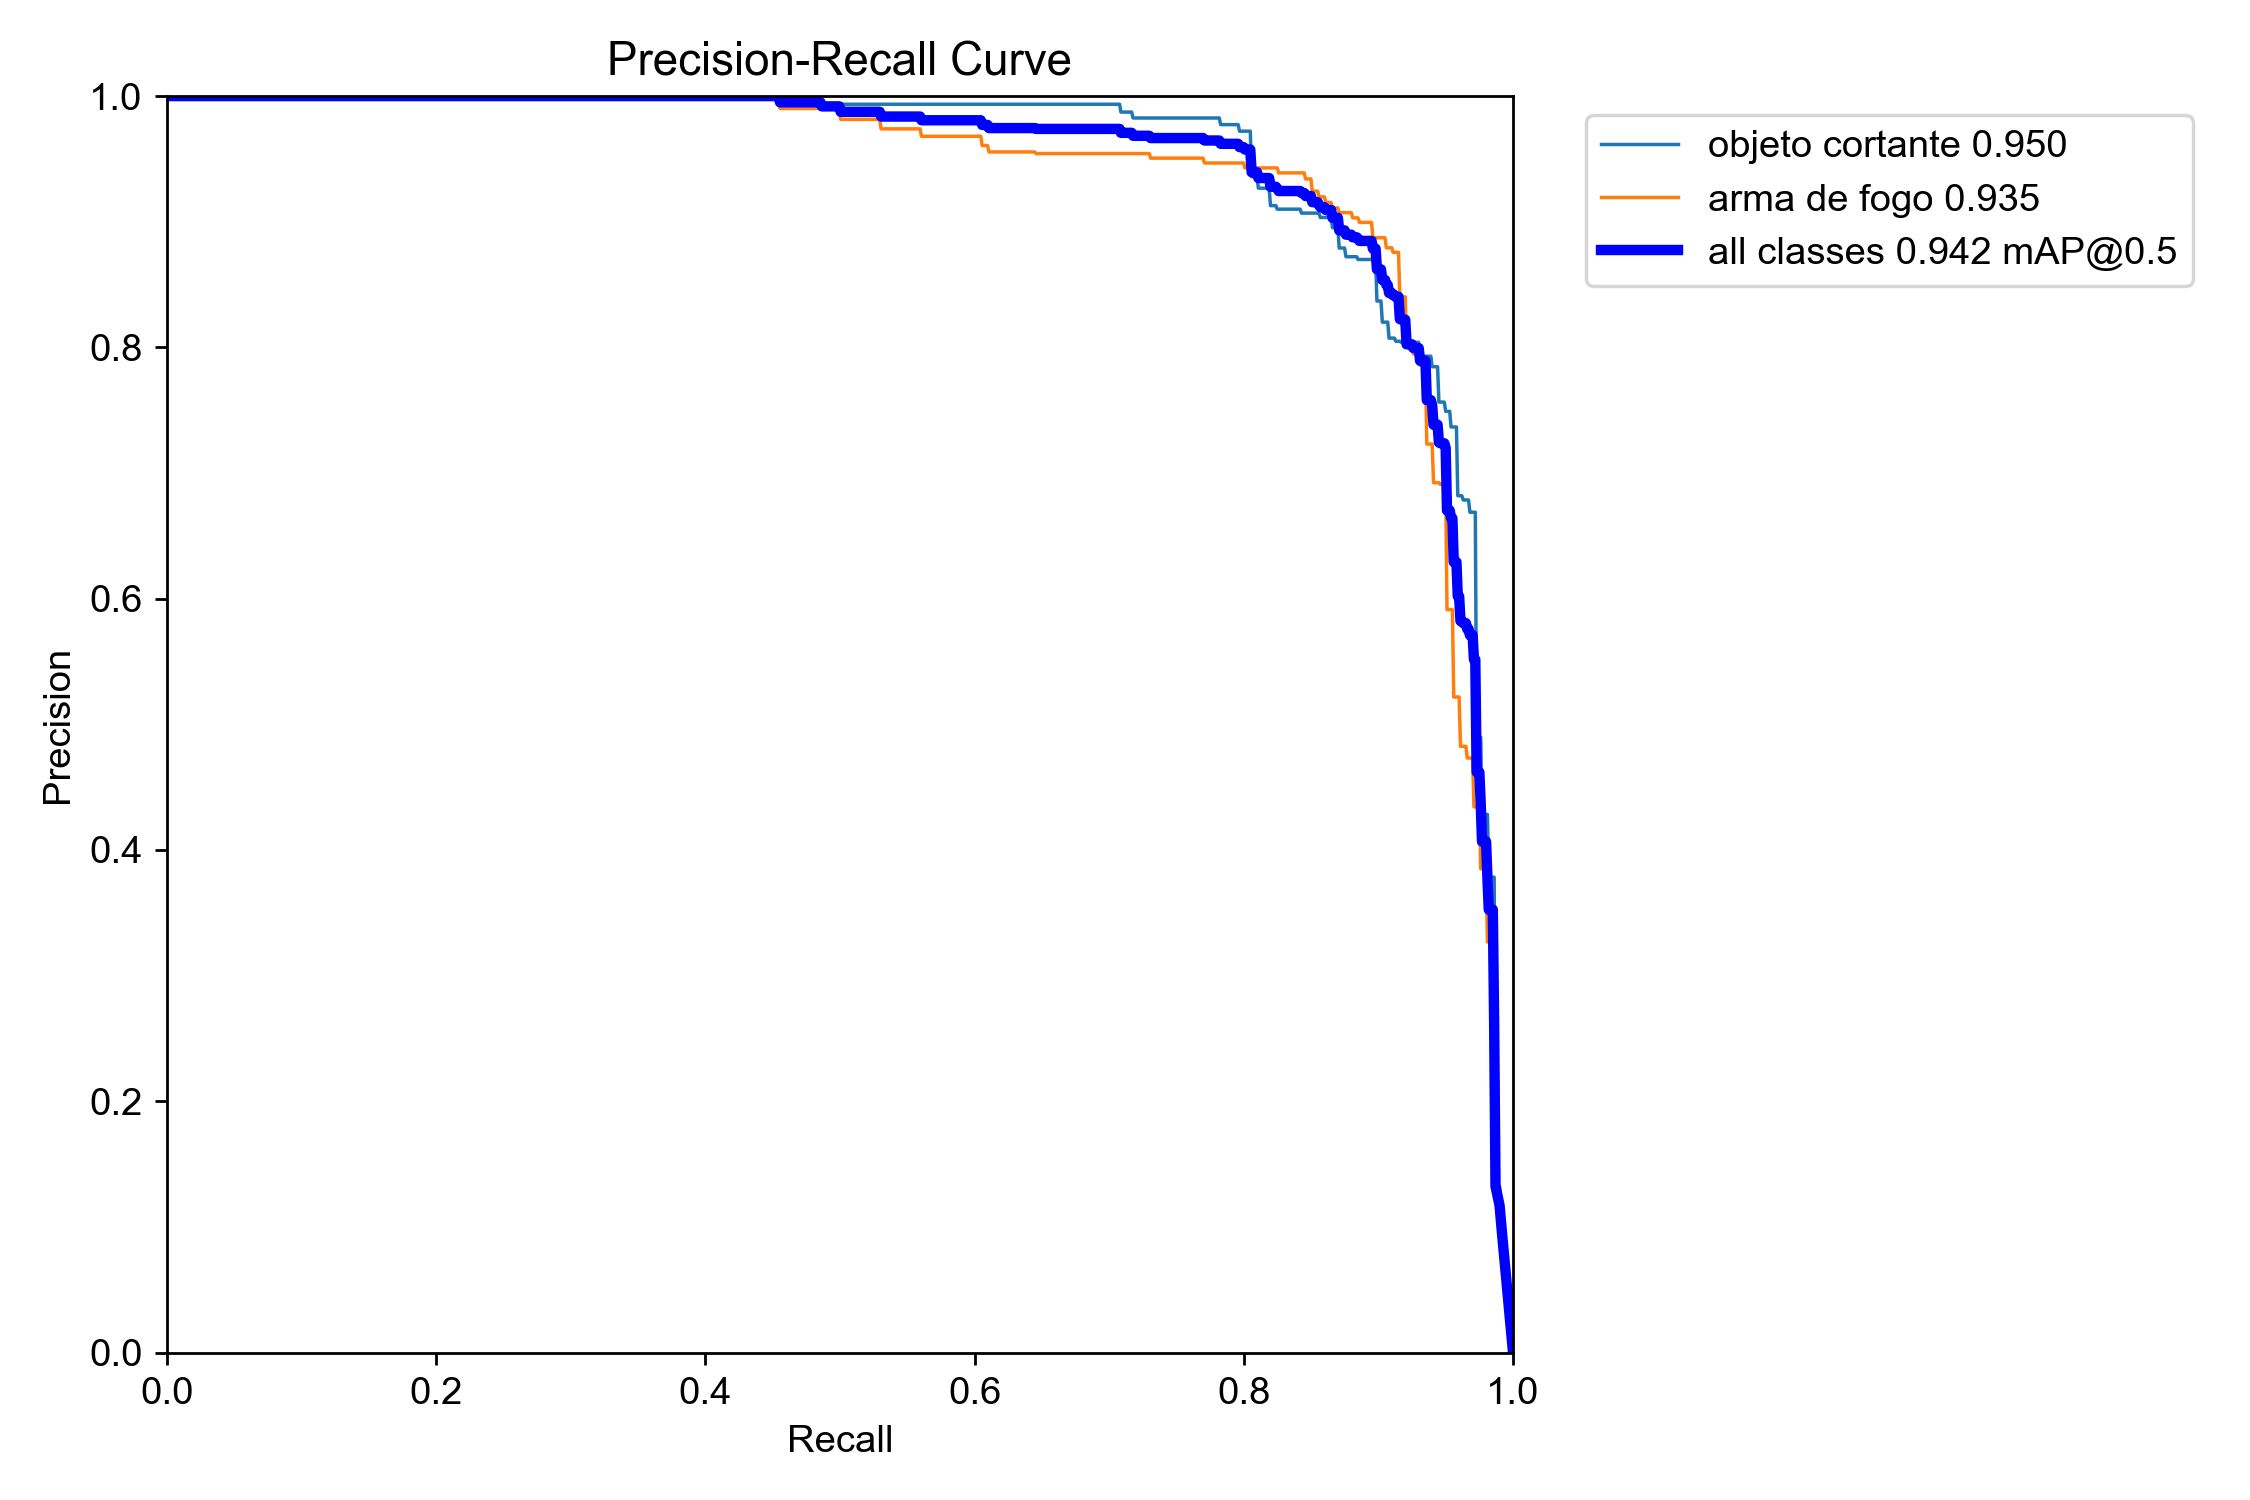 Precision-Recall Curve
1.0
0.8
0.6
0.4
0.2
0.0
Precision
0.0 0.2 0.4 0.6 0.8 1.0
Recall
objeto cortante 0.950
arma de fogo 0.935
all classes 0.942 mAP@0.5